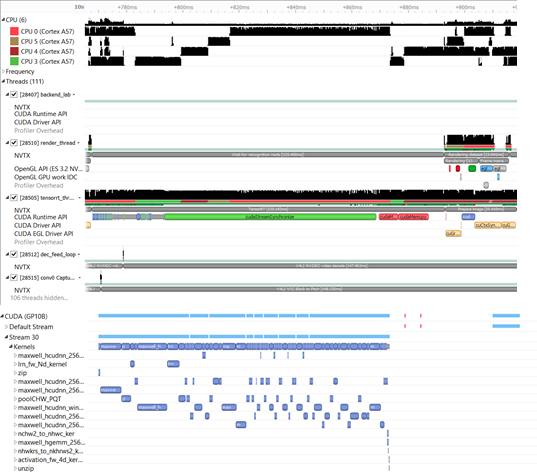 10s
+780ms
+800ms
+820ms
+840ms
+860ms
+880ms
CPU (6)
CPU 0 (Cortex A57)
CPU 5 (Cortex A57)
CPU 4 (Cortex A57)
CPU 3 (Cortex A57)
Frequency
Threads (111)
[28407] backend_lab
NVTX
CUDA Runtime API
CUDA Driver API
Profiler Overhead
[28510] render_thread
NVTX
OpenGL API (ES 3.2 NV...
OpenGL GPU work IDC
Profiler Overhead
[28505] tensorrt_thr...
NVTX
CUDA Runtime API
cudaStreamSynchronize
CUDA Driver API
cuCtxSyn...
CUDA EGL Driver API
[28512] dec_feed_loop
NVTX
[28515] conv0 Captu...
NVTX
106 threads hidden...
CUDA (GP10B)
Default Stream
Stream 30
Kernels
maxwell_hcudnn_256...
lrn_fw_Nd_kernel
zip
maxwell_hcudnn_256...
maxwell_hcudnn_256...
poolCHW_PQT
maxwell_hcudnn_win...
maxwell_hcudnn_256...
maxwell_hcudnn_256...
nchw2_to_nhwc_ker
maxwell_hgemm_256...
nhwkrs_to_nkhrws2_k...
activation_fw_4d_ker...
unzip